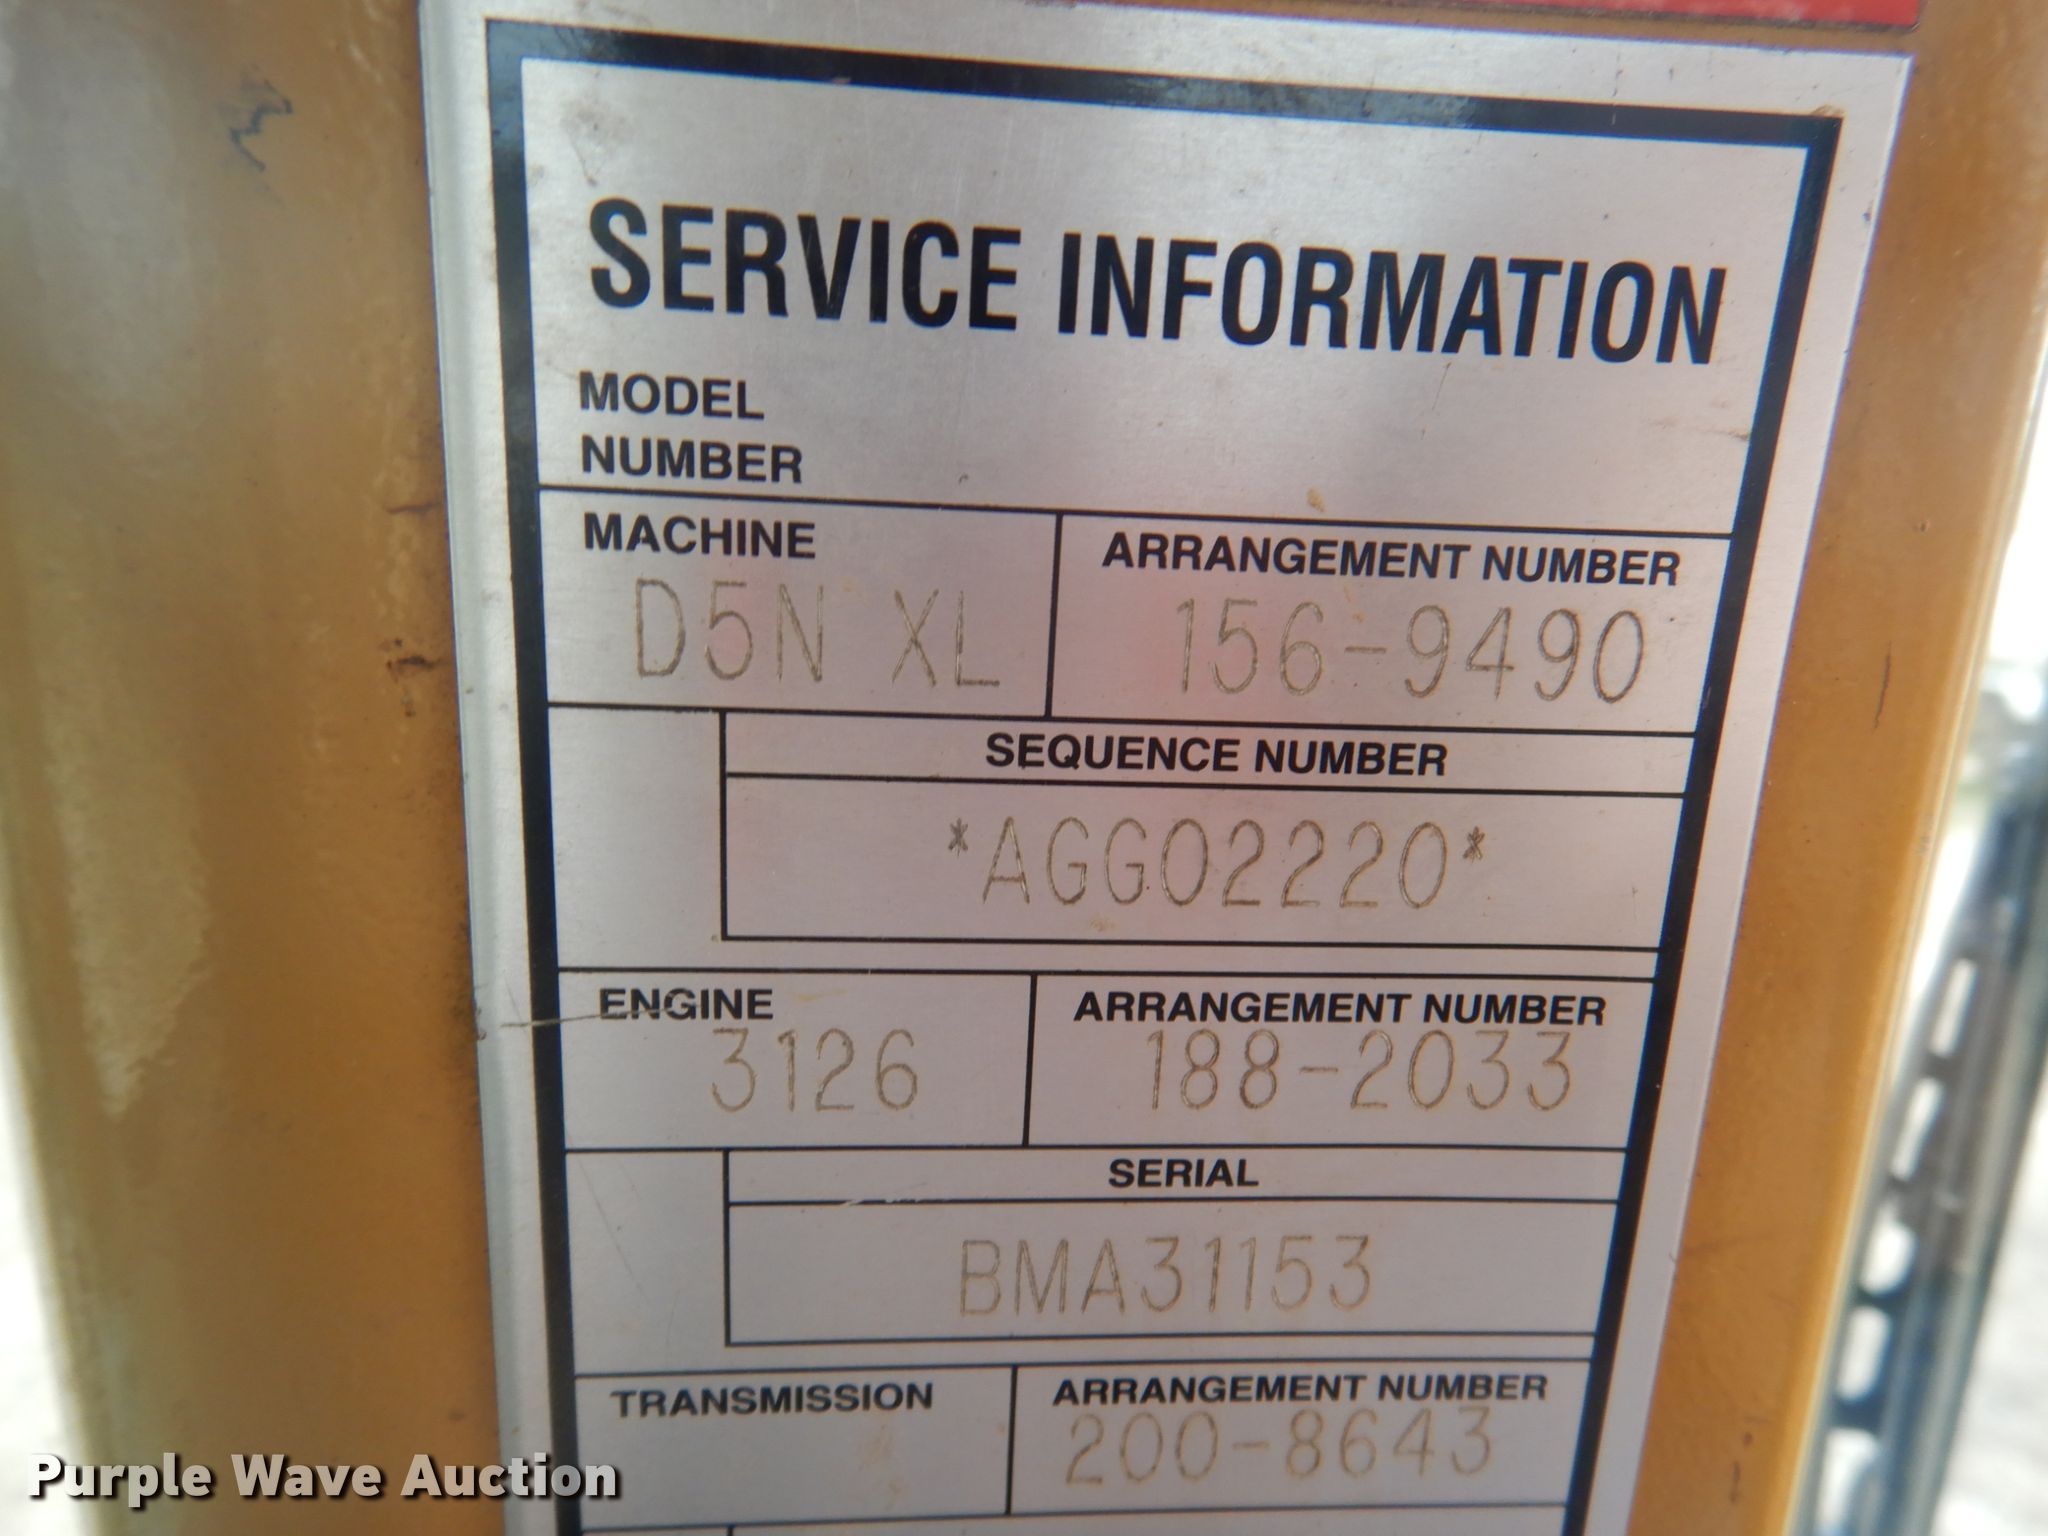 SERVICE INFORMATION
MODEL
NUMBER
MACHINE
D5N XL
ARRANGEMENT NUMBER
156-9490
SEQUENCE NUMBER
*AGG02220*
ENGINE
3126
ARRANGEMENT NUMBER
188-2033
SERIAL
BMA31153
TRANSMISSION
ARRANGEMENT NUMBER
200-8643
Purple Wave Auction